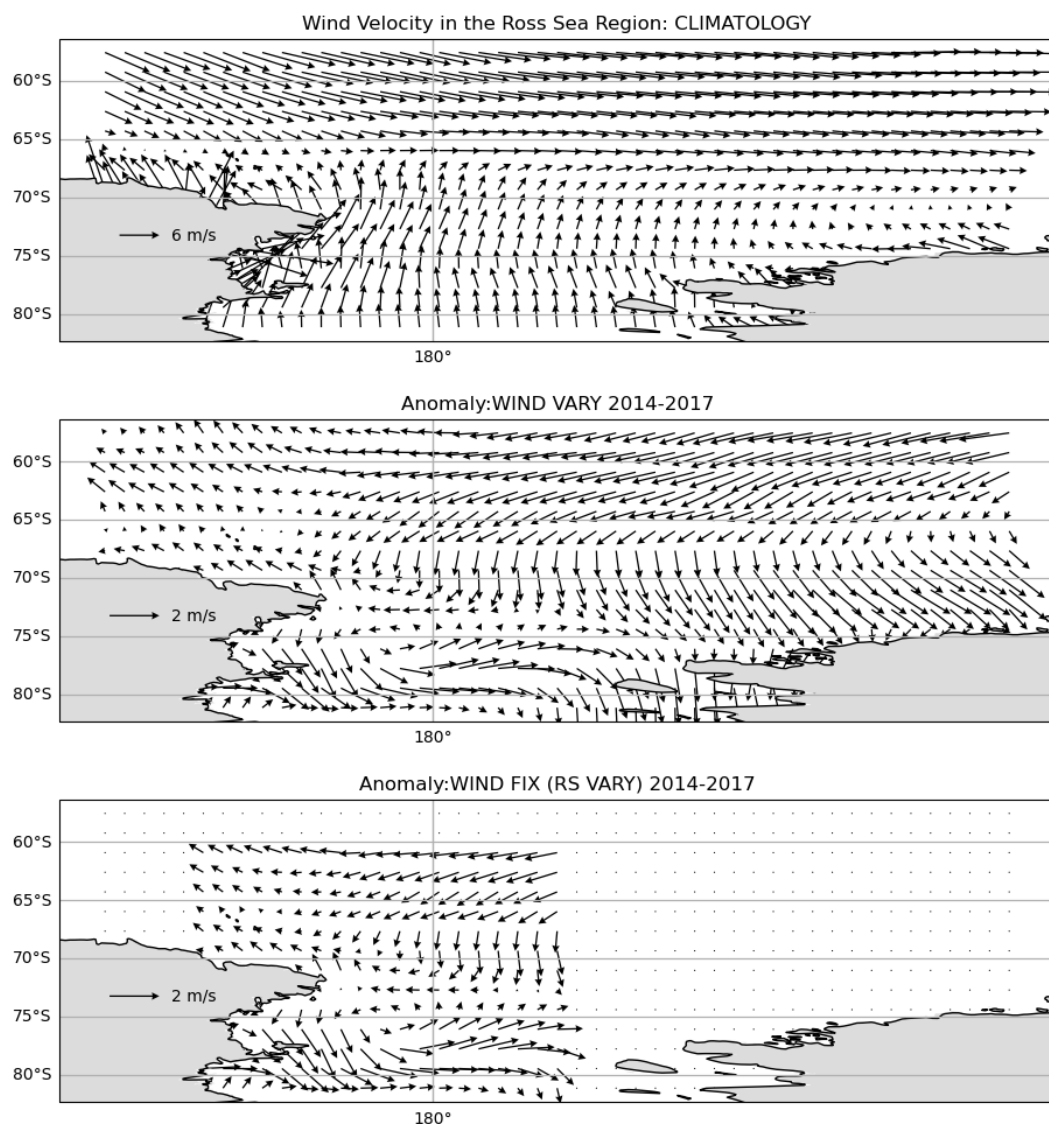 Wind Velocity in the Ross Sea Region: CLIMATOLOGY
60°S
65°S
70°S
6 m/s
75°S
80°S
180°
Anomaly:WIND VARY 2014-2017
60°S
65°S
70°S
2 m/s
75°S
80°S
180°
Anomaly:WIND FIX (RS VARY) 2014-2017
60°S
65°S
70°S
2 m/s
75°S
80°S
180°